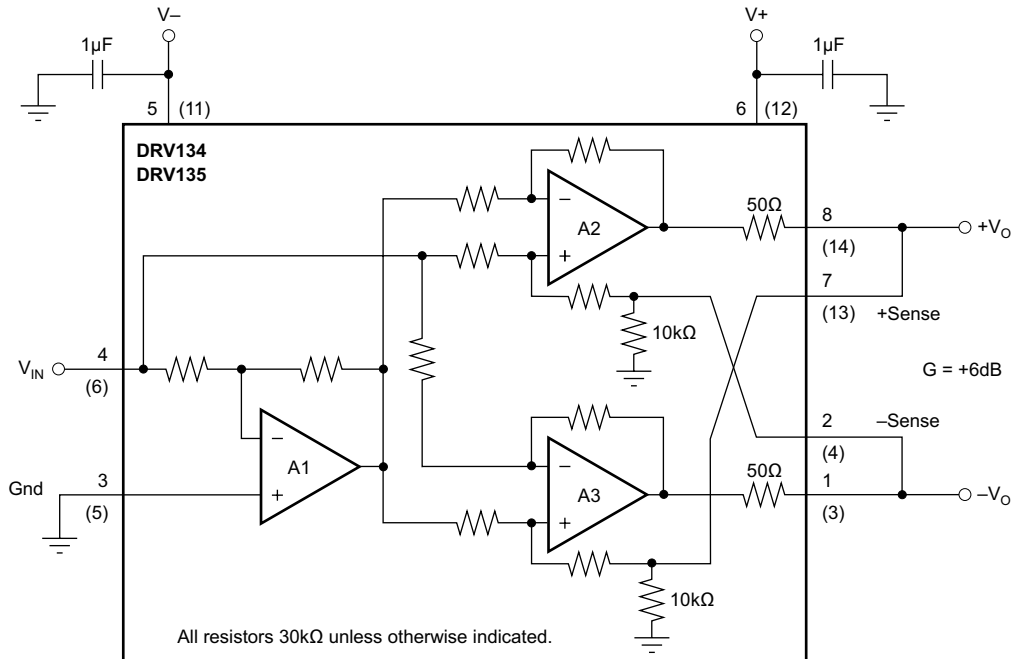 V–
V+
1µF
1µF
5
(11)
6
(12)
DRV134
DRV135
–
A2
+
50Ω
8
(14)
+VO
7
(13)
+Sense
10kΩ
VIN
4
(6)
G = +6dB
–
A1
+
2
(4)
–Sense
Gnd
3
(5)
–
A3
+
50Ω
1
(3)
–VO
10kΩ
All resistors 30kΩ unless otherwise indicated.